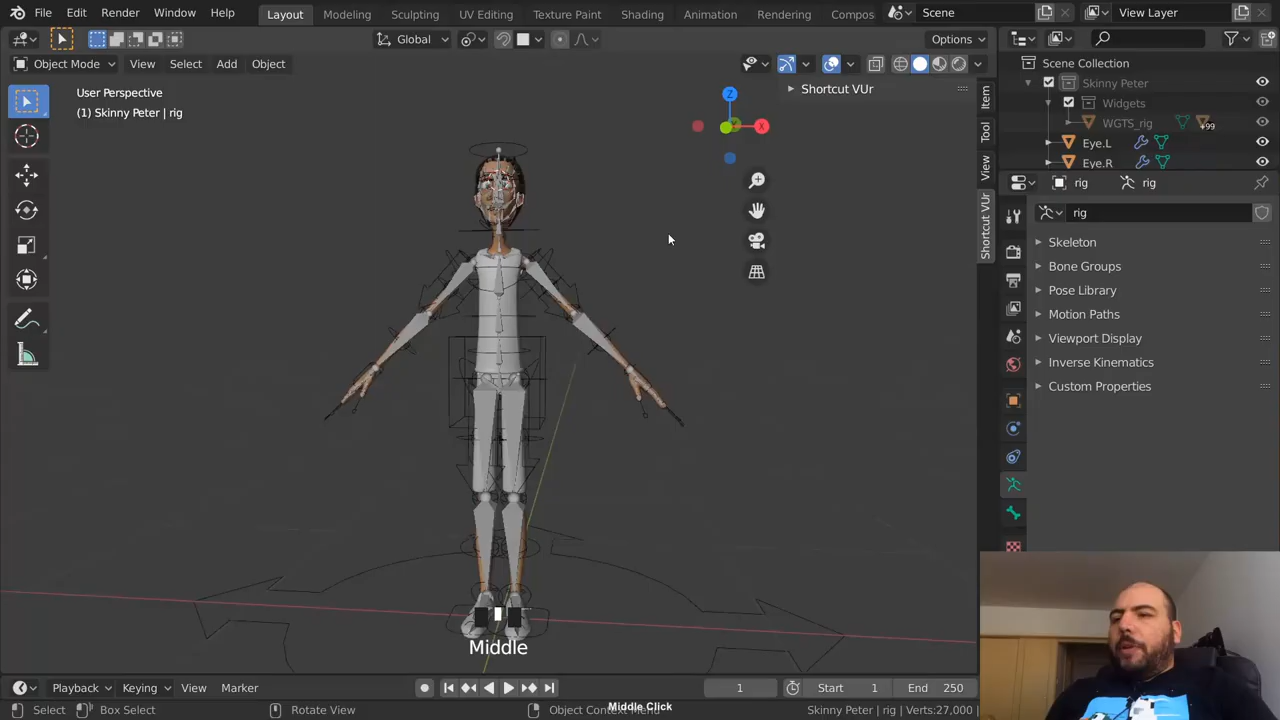 File Edit Render Window Help Layout Modeling Sculpting UV Editing Texture Paint Shading Animation Rendering Compos Scene View Layer
Global Options
Object Mode View Select Add Object
User Perspective
(1) Skinny Peter | rig
Shortcut VUr
Z
X
Item
Tool
View
Shortcut VUr
Scene Collection
Skinny Peter
Widgets
WGTS_rig +99
Eye.L
Eye.R
rig rig
rig
Skeleton
Bone Groups
Pose Library
Motion Paths
Viewport Display
Inverse Kinematics
Custom Properties
Middle
Playback Keying View Marker 1 Start 1 End 250
Select Box Select Rotate View Object Context Menu Skinny Peter | rig | Verts:27,000
Middle Click